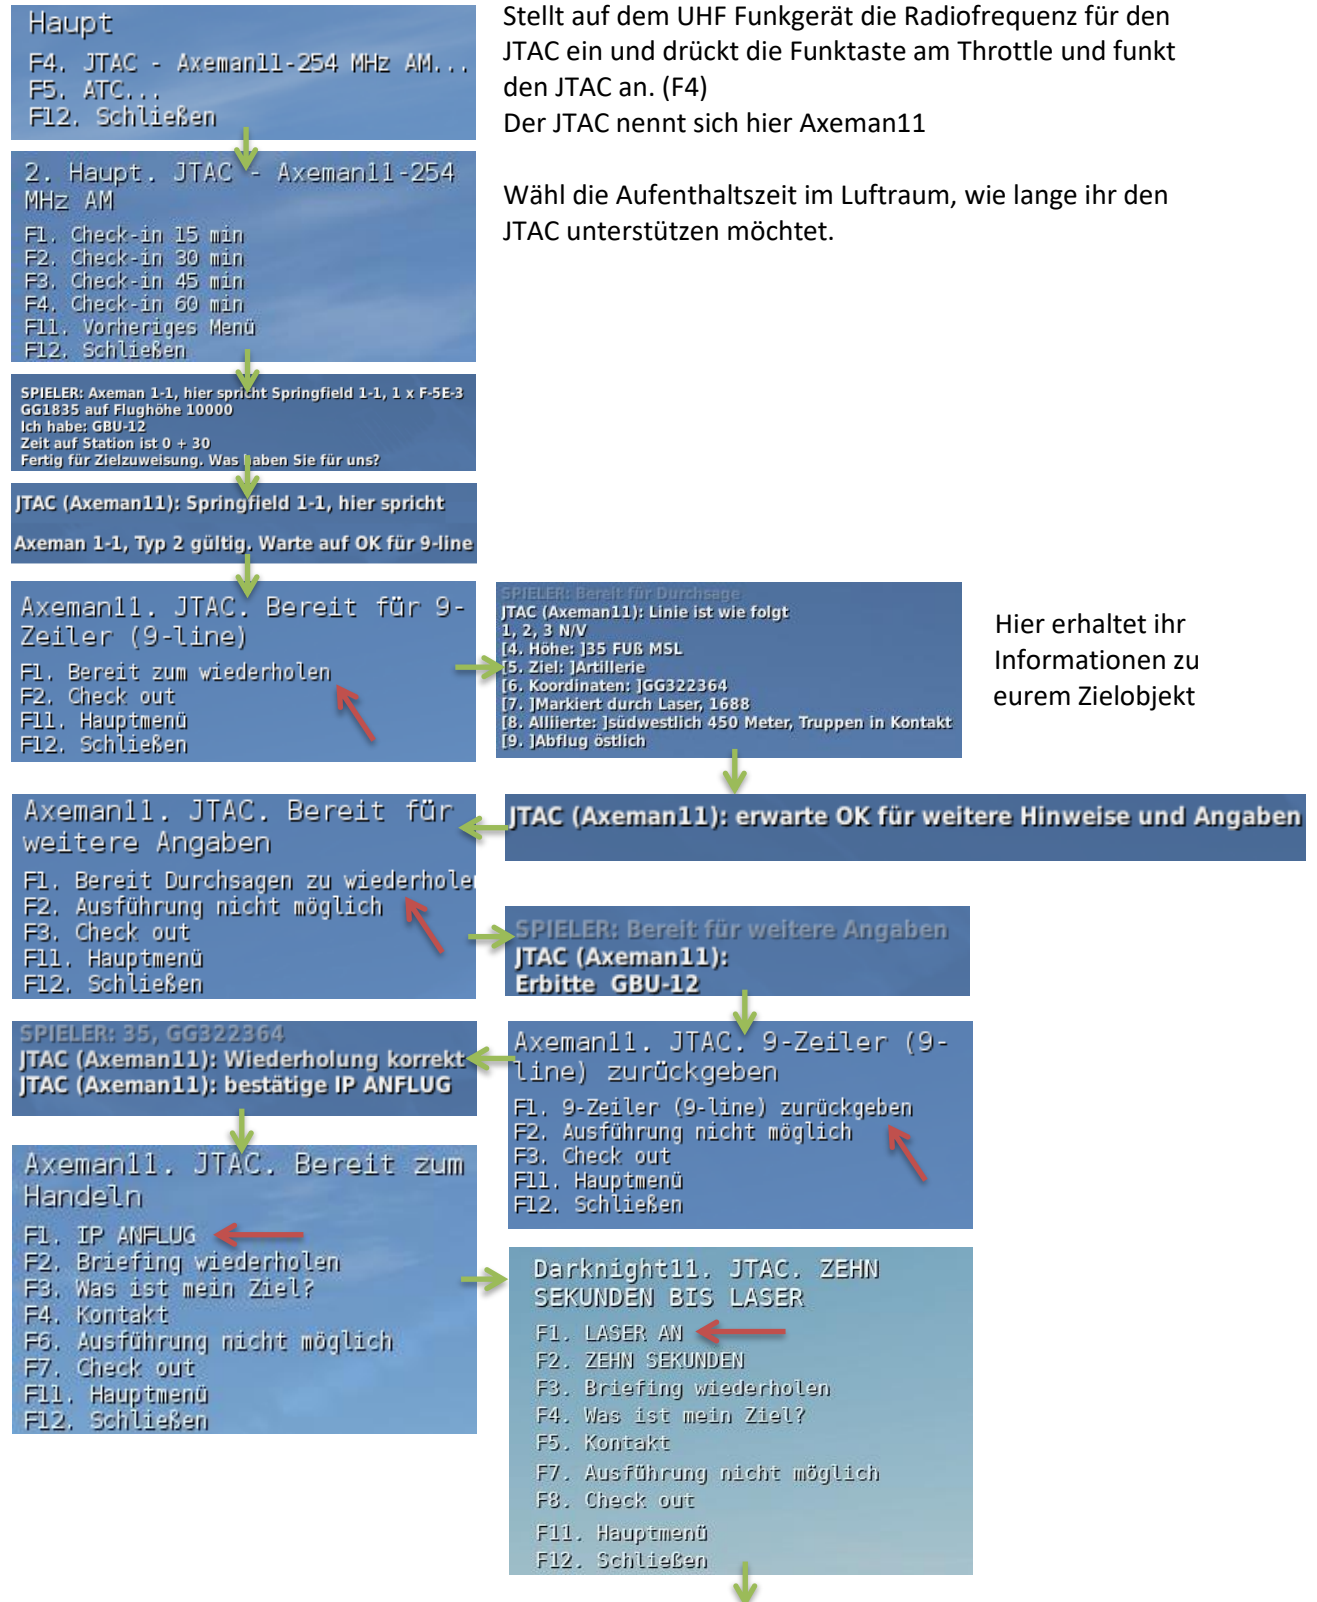 Haupt
F4. JTAC - Axeman11-254 MHz AM...
F5. ATC...
F12. Schließen
Stellt auf dem UHF Funkgerät die Radiofrequenz für den
JTAC ein und drückt die Funktaste am Throttle und funkt
den JTAC an. (F4)
Der JTAC nennt sich hier Axeman11
2. Haupt. JTAC - Axeman11-254
MHz AM
F1. Check-in 15 min
F2. Check-in 30 min
F3. Check-in 45 min
F4. Check-in 60 min
F11. Vorheriges Menü
F12. Schließen
Wähl die Aufenthaltszeit im Luftraum, wie lange ihr den
JTAC unterstützen möchtet.
SPIELER: Axeman 1-1, hier spricht Springfield 1-1, 1 x F-5E-3
GG1835 auf Flughöhe 10000
Ich habe: GBU-12
Zeit auf Station ist 0 + 30
Fertig für Zielzuweisung. Was haben Sie für uns?
JTAC (Axeman11): Springfield 1-1, hier spricht
Axeman 1-1, Typ 2 gültig. Warte auf OK für 9-line
Axeman11. JTAC. Bereit für 9-
Zeiler (9-line)
F1. Bereit zum wiederholen
F2. Check out
F11. Hauptmenü
F12. Schließen
SPIELER: Bereit für Durchsage
JTAC (Axeman11): Linie ist wie folgt
1, 2, 3 N/V
[4. Höhe: ]35 FUß MSL
[5. Ziel: ]Artillerie
[6. Koordinaten: ]GG322364
[7. ]Markiert durch Laser, 1688
[8. Alliierte: ]südwestlich 450 Meter, Truppen in Kontakt
[9. ]Abflug östlich
Hier erhaltet ihr
Informationen zu
eurem Zielobjekt
JTAC (Axeman11): erwarte OK für weitere Hinweise und Angaben
Axeman11. JTAC. Bereit für
weitere Angaben
F1. Bereit Durchsagen zu wiederholen
F2. Ausführung nicht möglich
F3. Check out
F11. Hauptmenü
F12. Schließen
SPIELER: Bereit für weitere Angaben
JTAC (Axeman11):
Erbitte GBU-12
Axeman11. JTAC. 9-Zeiler (9-
line) zurückgeben
F1. 9-Zeiler (9-line) zurückgeben
F2. Ausführung nicht möglich
F3. Check out
F11. Hauptmenü
F12. Schließen
SPIELER: 35, GG322364
JTAC (Axeman11): Wiederholung korrekt
JTAC (Axeman11): bestätige IP ANFLUG
Axeman11. JTAC. Bereit zum
Handeln
F1. IP ANFLUG
F2. Briefing wiederholen
F3. Was ist mein Ziel?
F4. Kontakt
F6. Ausführung nicht möglich
F7. Check out
F11. Hauptmenü
F12. Schließen
Darknight11. JTAC. ZEHN
SEKUNDEN BIS LASER
F1. LASER AN
F2. ZEHN SEKUNDEN
F3. Briefing wiederholen
F4. Was ist mein Ziel?
F5. Kontakt
F7. Ausführung nicht möglich
F8. Check out
F11. Hauptmenü
F12. Schließen